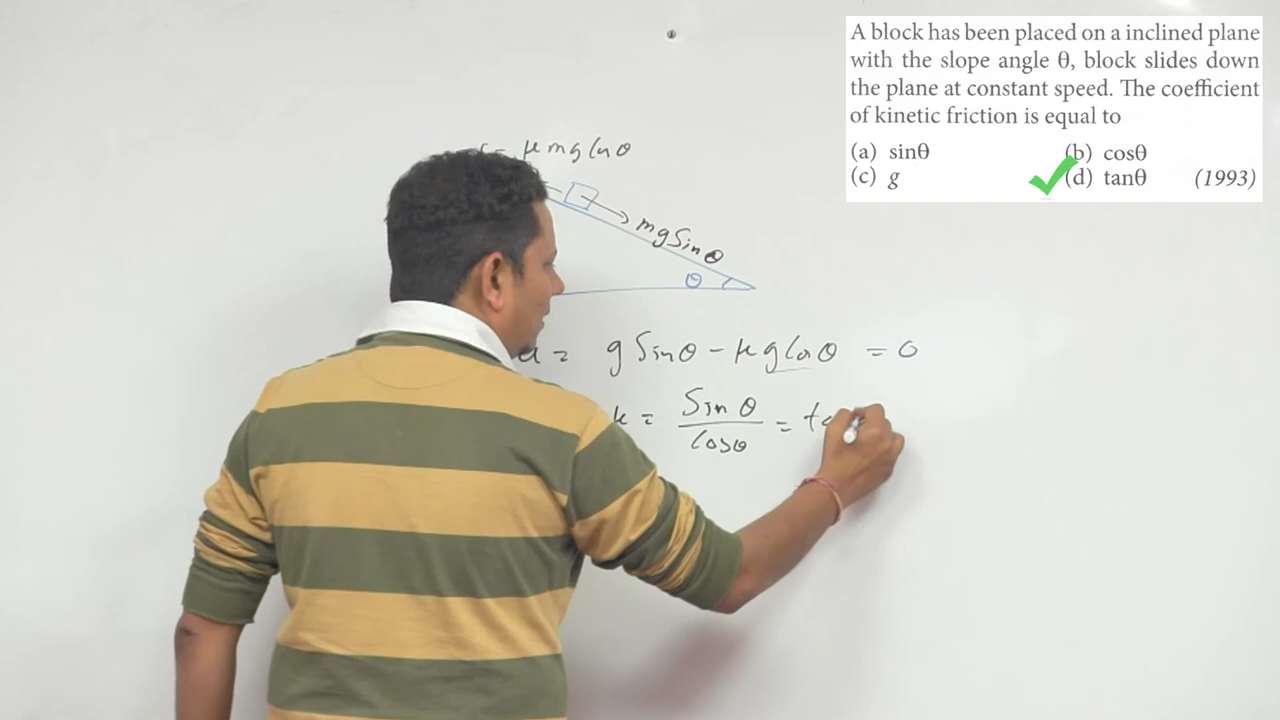 A block has been placed on a inclined plane
with the slope angle θ, block slides down
the plane at constant speed. The coefficient
of kinetic friction is equal to
(a) sinθ (b) cosθ
(c) g (d) tanθ (1993)
μmg Cosθ
mg Sinθ
θ
a = g Sinθ - μg Cosθ = 0
= Sinθ / Cosθ =